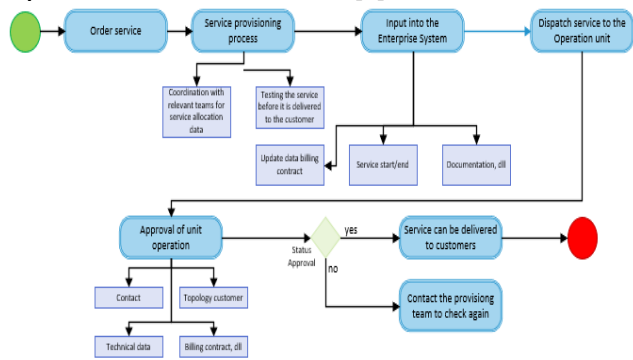 Order service
Service provisioning
process
Input into the
Enterprise System
Dispatch service to the
Operation unit
Coordination with
relevant teams for
service allocation
data
Testing the service
before it is delivered
to the customer
Update data billing
contract
Service start/end
Documentation, dll
Approval of unit
operation
Status
Approval
yes
no
Service can be delivered
to customers
Contact the provisiong
team to check again
Contact
Topology customer
Technical data
Billing contract, dll